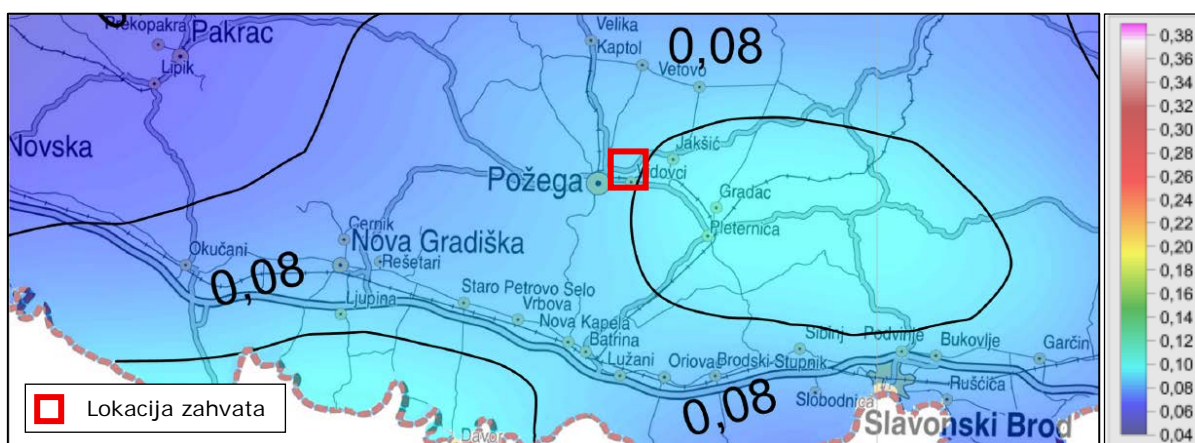 Prekopakra
Pakrac
Lipik
Novska
Okučani
Velika
Kaptol
0,08
Vetovo
Jakšić
Požega
dovci
Gradac
Pleternica
Cernik
Nova Gradiška
Rešetari
0,08
Ljupina
Staro Petrovo Selo
Vrbova
Nova Kapela
Batrina
Lužani
Oriovac
Brodski Stupnik
Sibinj
Podvinje
Bukovlje
Garčin
0,08
Slobodnica
Ruščica
Slavonski Brod
Davor
Lokacija zahvata
0,38
0,36
0,34
0,32
0,30
0,28
0,26
0,24
0,22
0,20
0,18
0,16
0,14
0,12
0,10
0,08
0,06
0,04